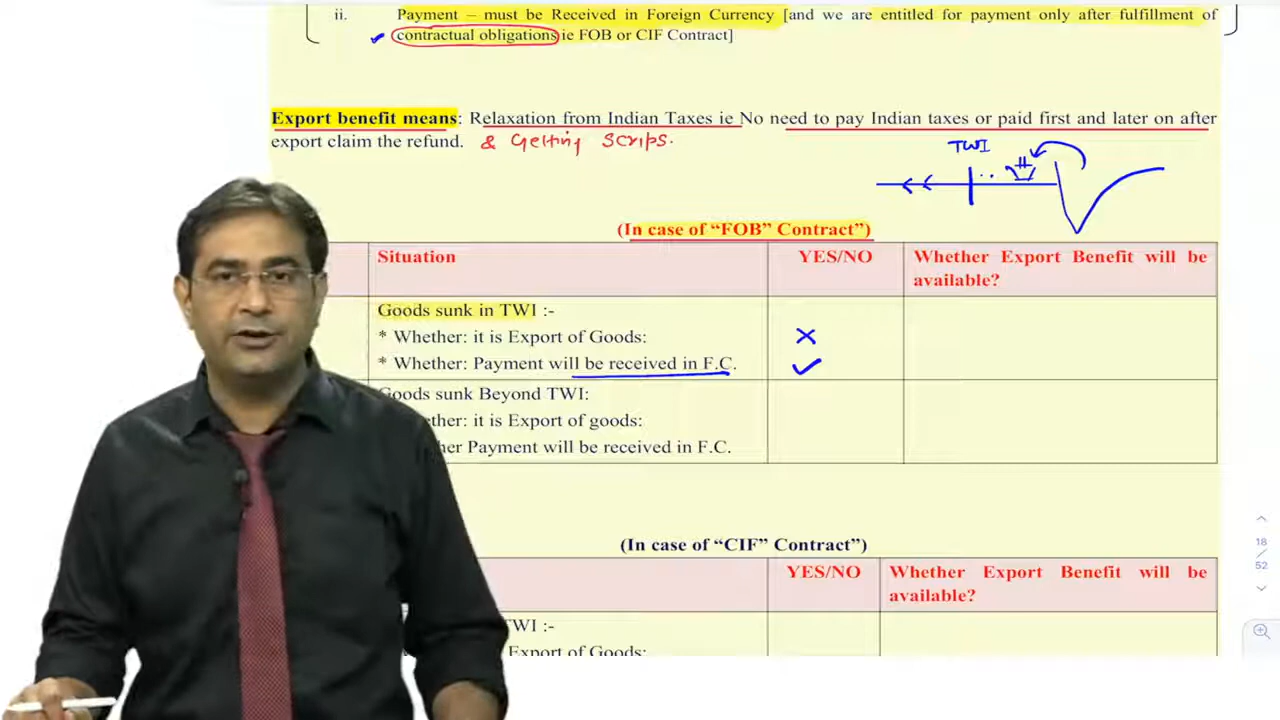 ii. Payment – must be Received in Foreign Currency [and we are entitled for payment only after fulfillment of
contractual obligations ie FOB or CIF Contract]
Export benefit means: Relaxation from Indian Taxes ie No need to pay Indian taxes or paid first and later on after
export claim the refund. & Getting Scrips.
TWI
(In case of “FOB” Contract”)
Situation YES/NO Whether Export Benefit will be
available?
Goods sunk in TWI :-
* Whether: it is Export of Goods:
* Whether: Payment will be received in F.C.
Goods sunk Beyond TWI:
ether: it is Export of goods:
her Payment will be received in F.C.
(In case of “CIF” Contract”)
YES/NO Whether Export Benefit will be
available?
TWI :-
Export of Goods:
18
52